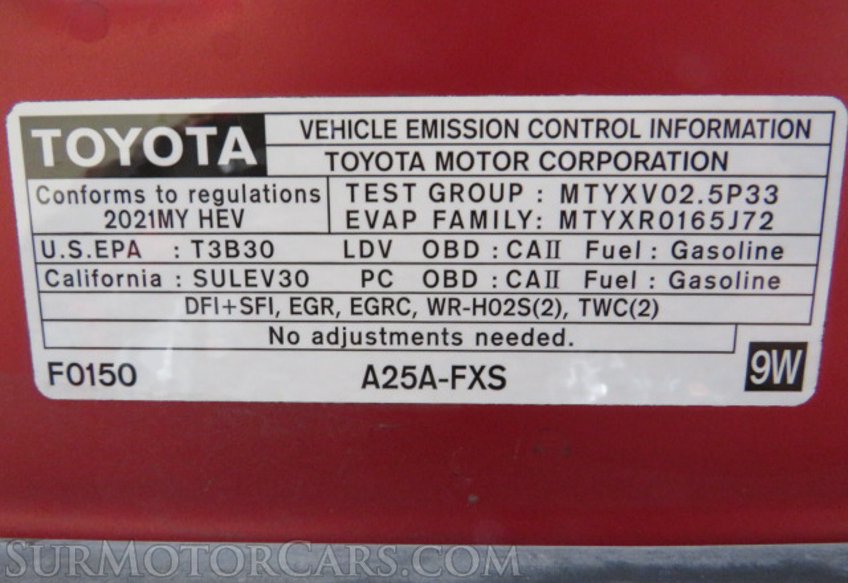 TOYOTA
VEHICLE EMISSION CONTROL INFORMATION
TOYOTA MOTOR CORPORATION
Conforms to regulations
2021MY HEV
TEST GROUP : MTYXV02.5P33
EVAP FAMILY: MTYXR0165J72
U.S.EPA : T3B30 LDV OBD : CAII Fuel : Gasoline
California : SULEV30 PC OBD : CAII Fuel : Gasoline
DFI+SFI, EGR, EGRC, WR-HO2S(2), TWC(2)
No adjustments needed.
F0150 A25A-FXS 9W
SURMOTORCARS.COM